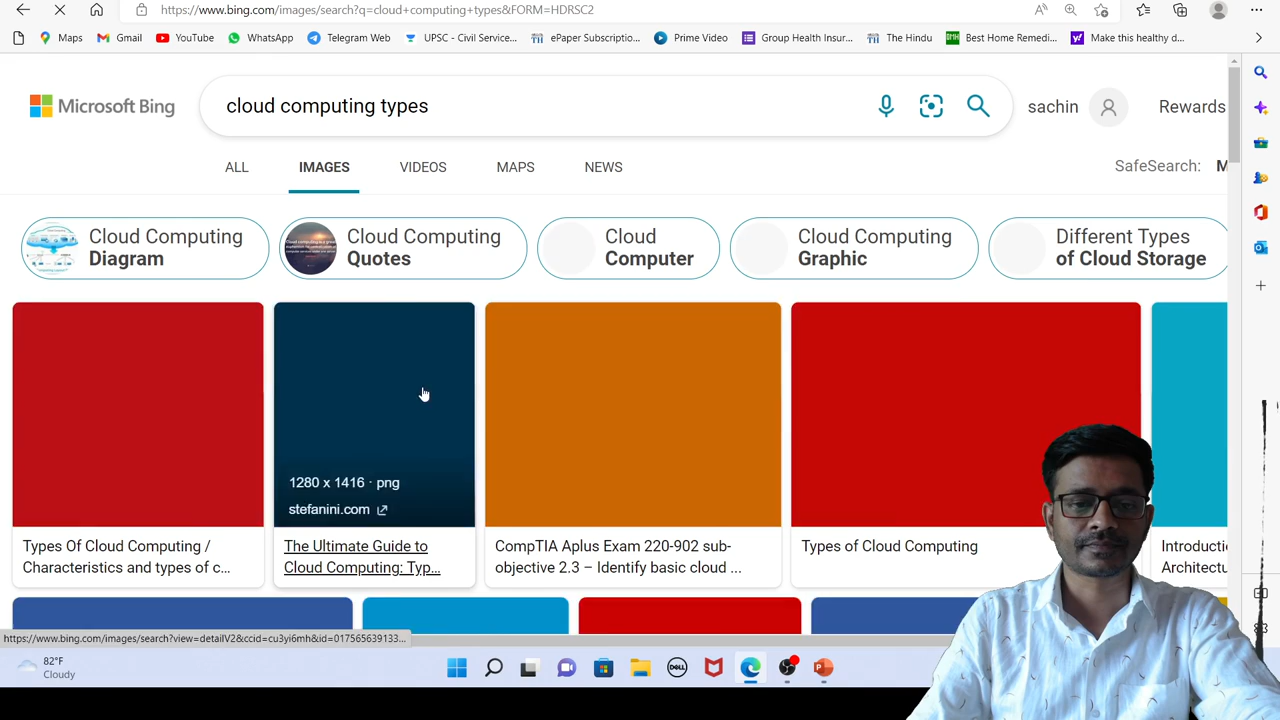 https://www.bing.com/images/search?q=cloud+computing+types&FORM=HDRSC2
Maps
Gmail
YouTube
WhatsApp
Telegram Web
UPSC - Civil Service...
ePaper Subscriptio...
Prime Video
Group Health Insur...
The Hindu
Best Home Remedi...
Make this healthy d...
Microsoft Bing
cloud computing types
sachin
Rewards
ALL
IMAGES
VIDEOS
MAPS
NEWS
SafeSearch: M
Cloud Computing
Diagram
Cloud Computing
Quotes
Cloud
Computer
Cloud Computing
Graphic
Different Types
of Cloud Storage
1280 x 1416 · png
stefanini.com
Types Of Cloud Computing /
Characteristics and types of c...
The Ultimate Guide to
Cloud Computing: Typ...
CompTIA Aplus Exam 220-902 sub-
objective 2.3 – Identify basic cloud ...
Types of Cloud Computing
Introductio
Architectu
https://www.bing.com/images/search?view=detailV2&ccid=cu3yi6mh&id=017565639133...
82°F
Cloudy
DELL